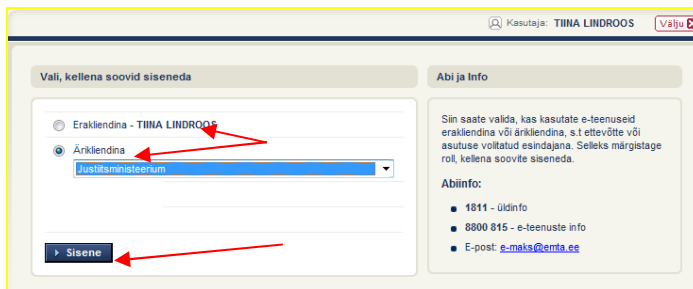 Kasutaja: TIINA LINDROOS
Välju
Vali, kellena soovid siseneda
Erakliendina - TIINA LINDROOS
Ärikliendina
Justiitsministeerium
Sisene
Abi ja Info
Siin saate valida, kas kasutate e-teenuseid
erakliendina või ärikliendina, s.t ettevõtte või
asutuse volitatud esindajana. Selleks märgistage
roll, kellena soovite siseneda.
Abiinfo:
1811 - üldinfo
8800 815 - e-teenuste info
E-post: e-maks@emta.ee